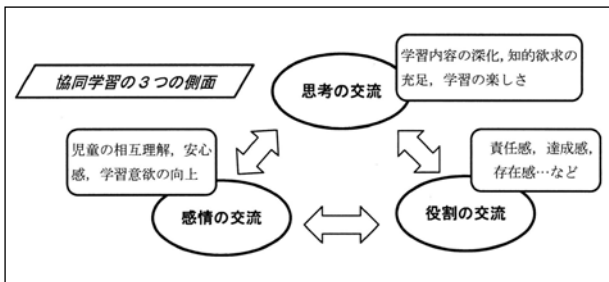 協同学習の３つの側面
思考の交流
学習内容の深化,知的欲求の
充足，学習の楽しさ
児童の相互理解，安心
感，学習意欲の向上
感情の交流
責任感，達成感，
存在感…など
役割の交流